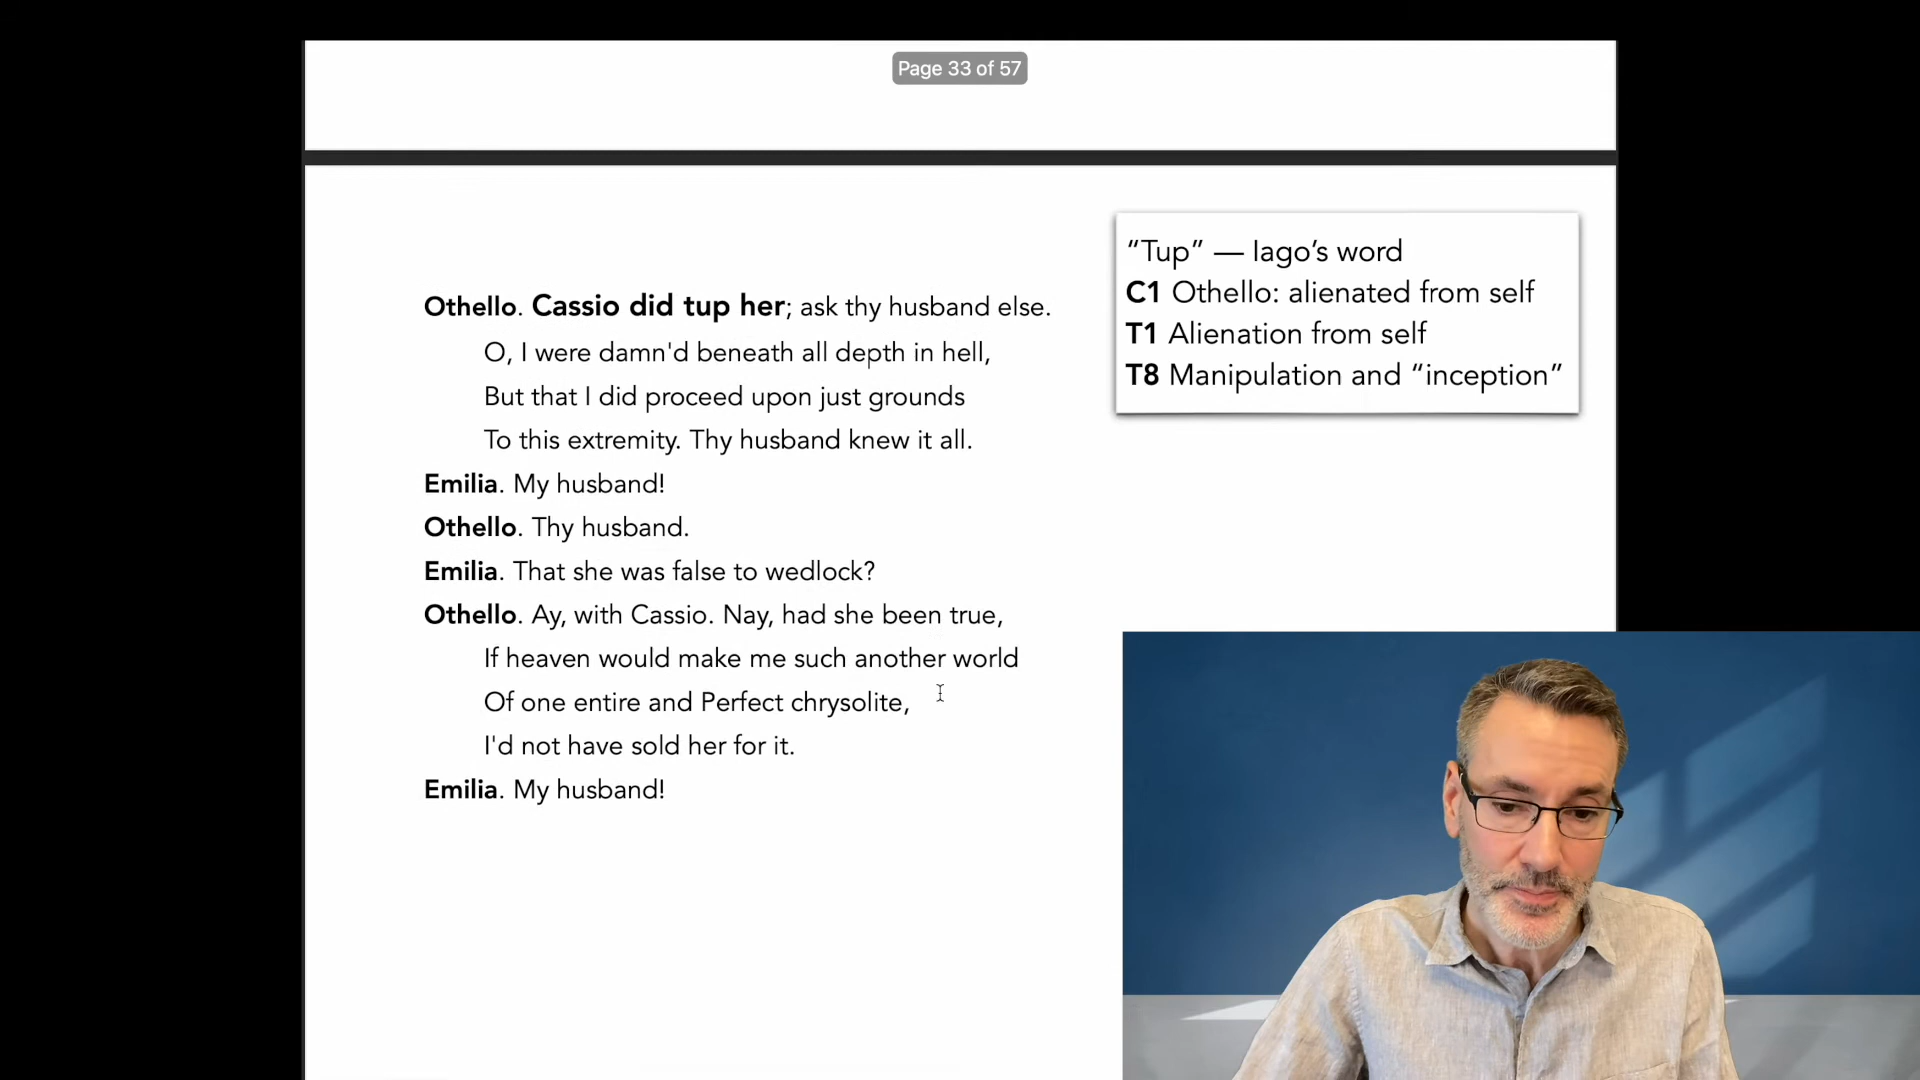 Page 33 of 57
Othello. Cassio did tup her; ask thy husband else.
O, I were damn'd beneath all depth in hell,
But that I did proceed upon just grounds
To this extremity. Thy husband knew it all.
Emilia. My husband!
Othello. Thy husband.
Emilia. That she was false to wedlock?
Othello. Ay, with Cassio. Nay, had she been true,
If heaven would make me such another world
Of one entire and Perfect chrysolite,
I'd not have sold her for it.
Emilia. My husband!
“Tup” — Iago’s word
C1 Othello: alienated from self
T1 Alienation from self
T8 Manipulation and “inception”